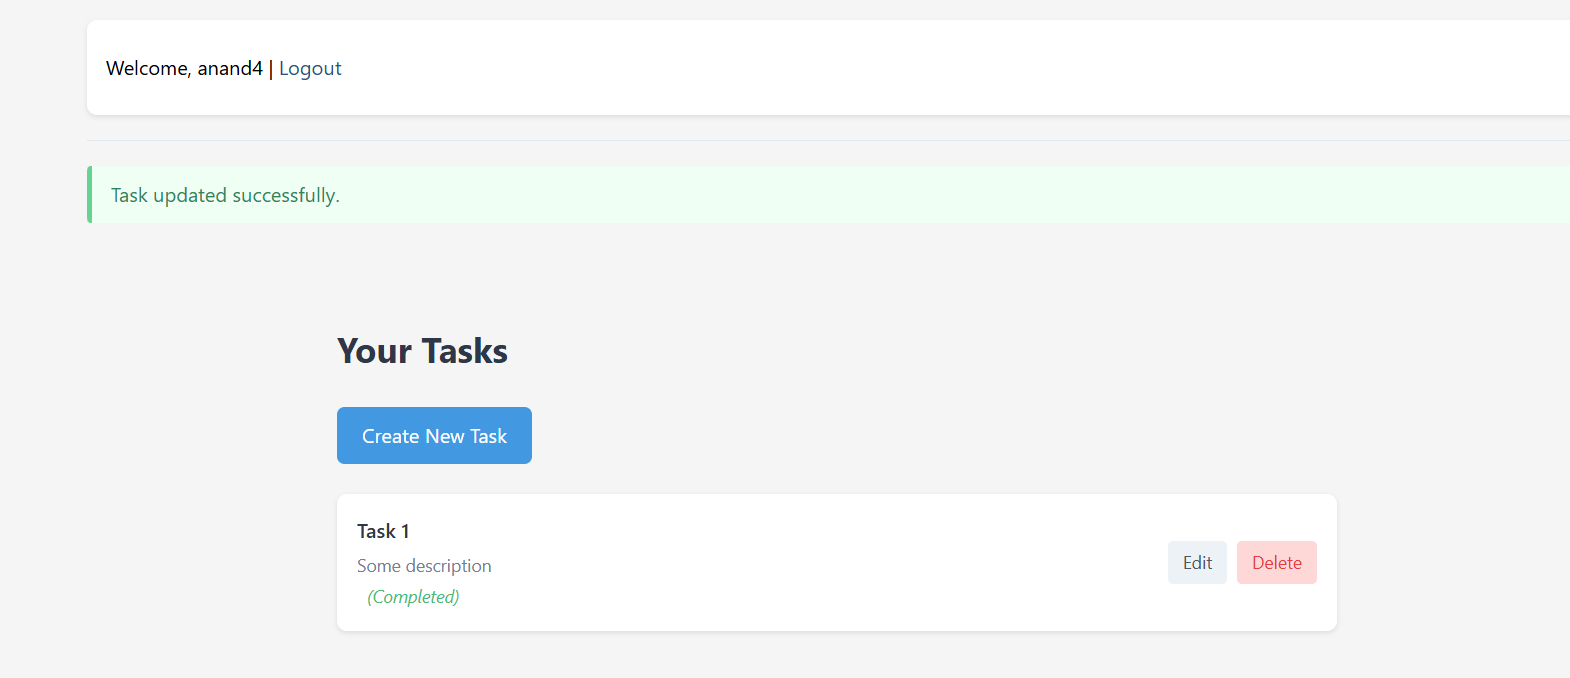 Welcome, anand4 | Logout
Task updated successfully.
Your Tasks
Create New Task
Task 1
Some description
(Completed)
Edit
Delete